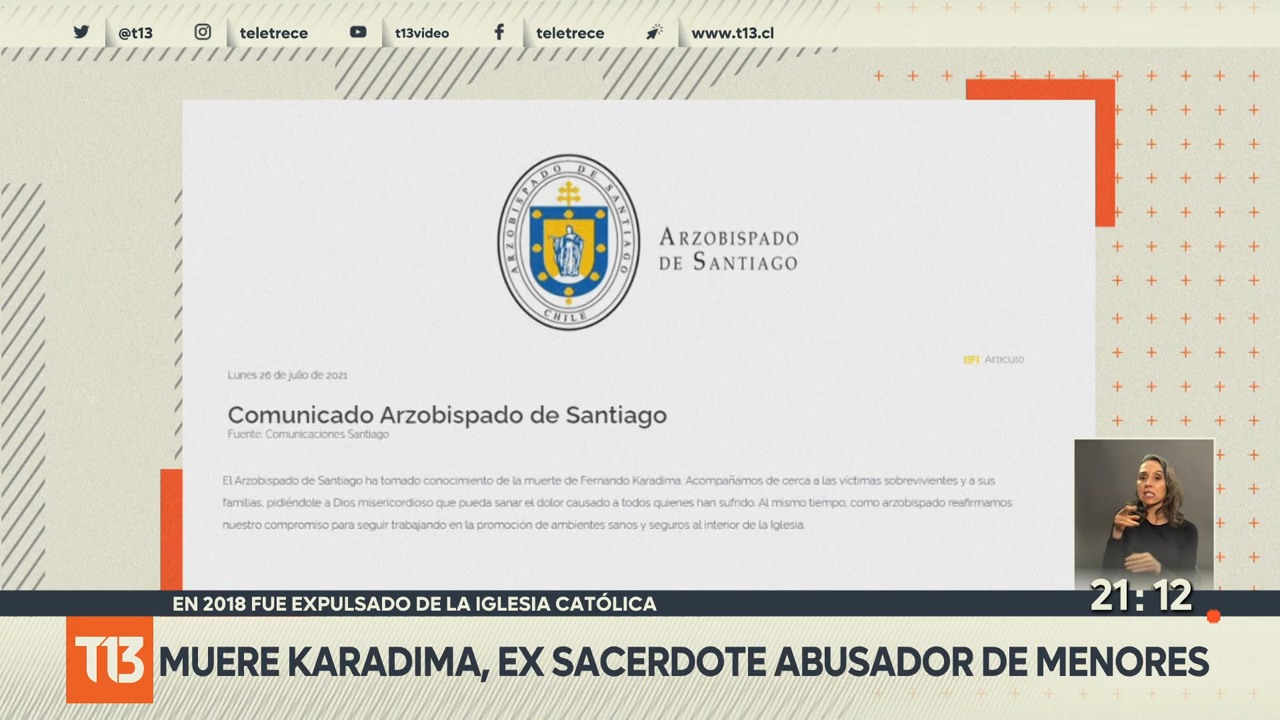 @t13 teletrece t13video teletrece www.t13.cl
ARZOBISPADO DE SANTIAGO
CHILE
ARZOBISPADO
DE SANTIAGO
Artículo
Lunes 26 de julio de 2021
Comunicado Arzobispado de Santiago
Fuente: Comunicaciones Santiago
El Arzobispado de Santiago ha tomado conocimiento de la muerte de Fernando Karadima. Acompañamos de cerca a las víctimas sobrevivientes y a sus
familias, pidiéndole a Dios misericordioso que pueda sanar el dolor causado a todos quienes han sufrido. Al mismo tiempo, como arzobispado reafirmamos
nuestro compromiso para seguir trabajando en la promoción de ambientes sanos y seguros al interior de la Iglesia.
21:12
EN 2018 FUE EXPULSADO DE LA IGLESIA CATÓLICA
T13
MUERE KARADIMA, EX SACERDOTE ABUSADOR DE MENORES